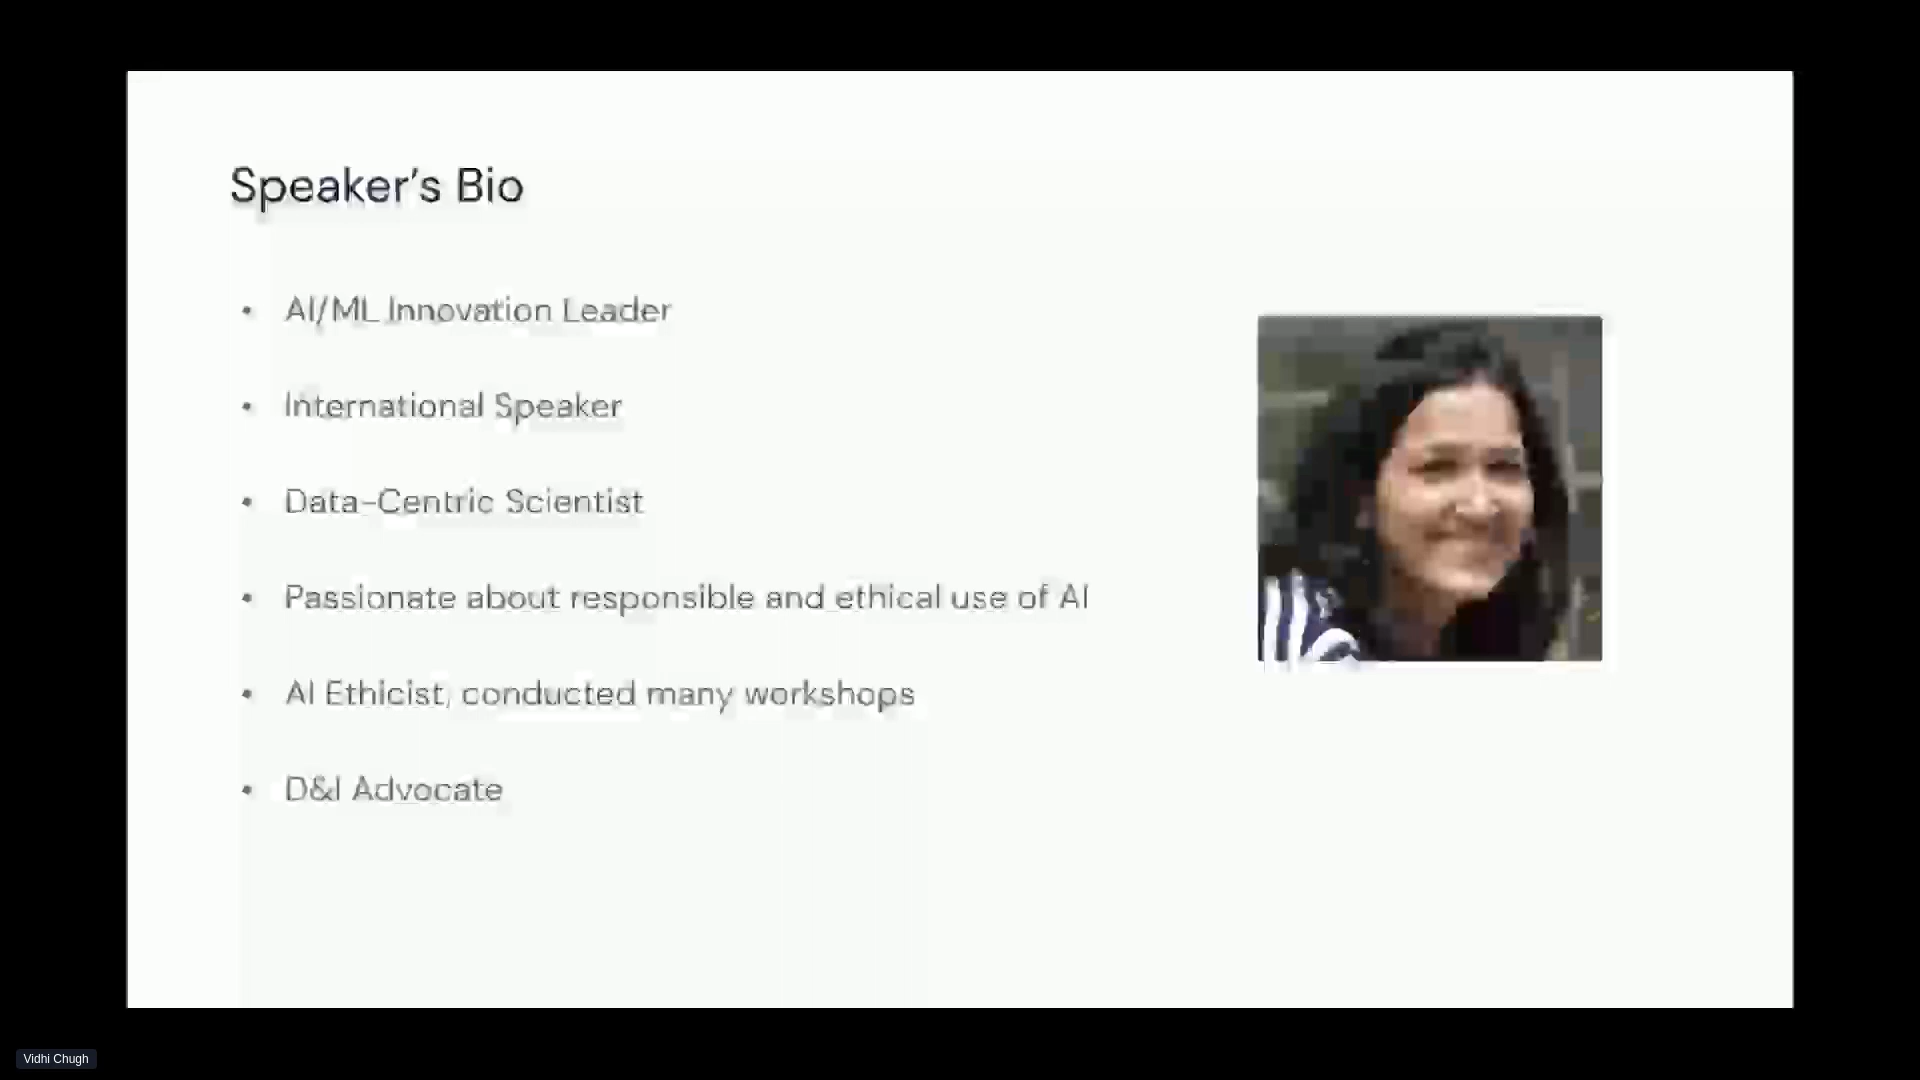 Speaker's Bio
• AI/ML Innovation Leader
• International Speaker
• Data-Centric Scientist
• Passionate about responsible and ethical use of AI
• AI Ethicist, conducted many workshops
• D&I Advocate
Vidhi Chugh